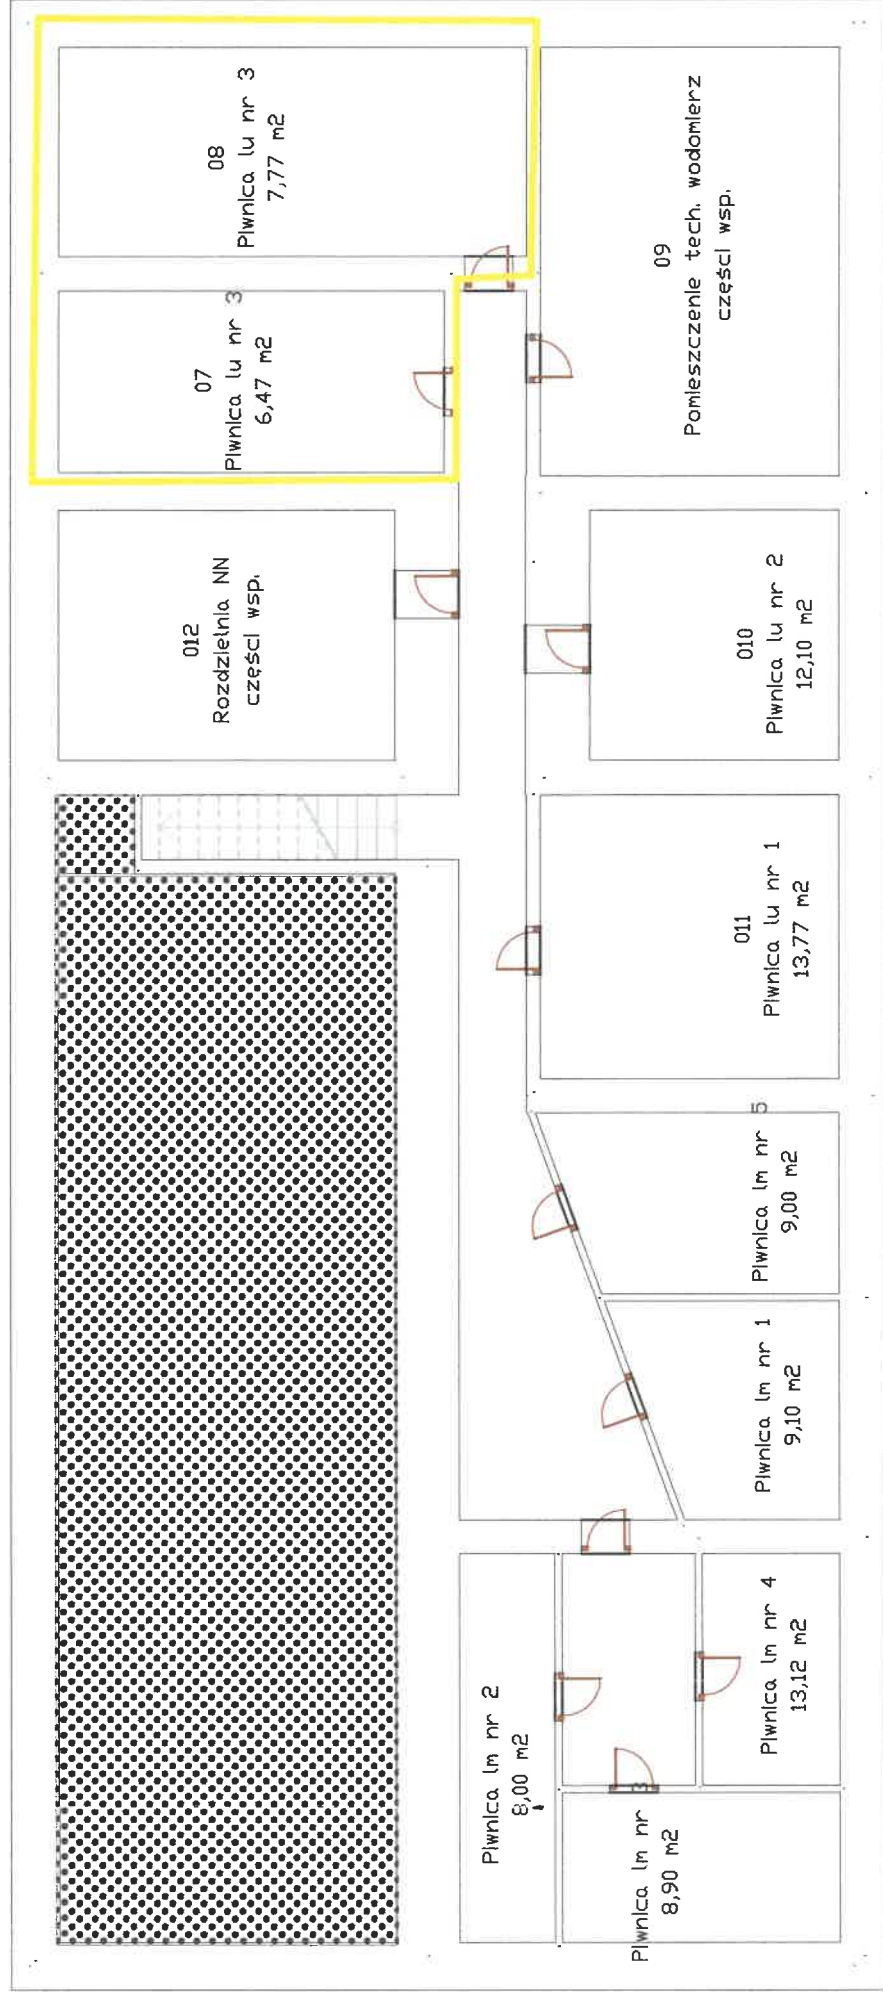 Piwnica lm nr 3
8,90 m2
Piwnica lm nr 2
8,00 m2
Piwnica lm nr 4
13,12 m2
Piwnica lm nr 1
9,10 m2
Piwnica lm nr 5
9,00 m2
011
Piwnica lu nr 1
13,77 m2
012
Rozdzielnia NN
części wsp.
010
Piwnica lu nr 2
12,10 m2
07
Piwnica lu nr 3
6,47 m2
08
Piwnica lu nr 3
7,77 m2
09
Pomieszczenie tech. wodomierz
części wsp.